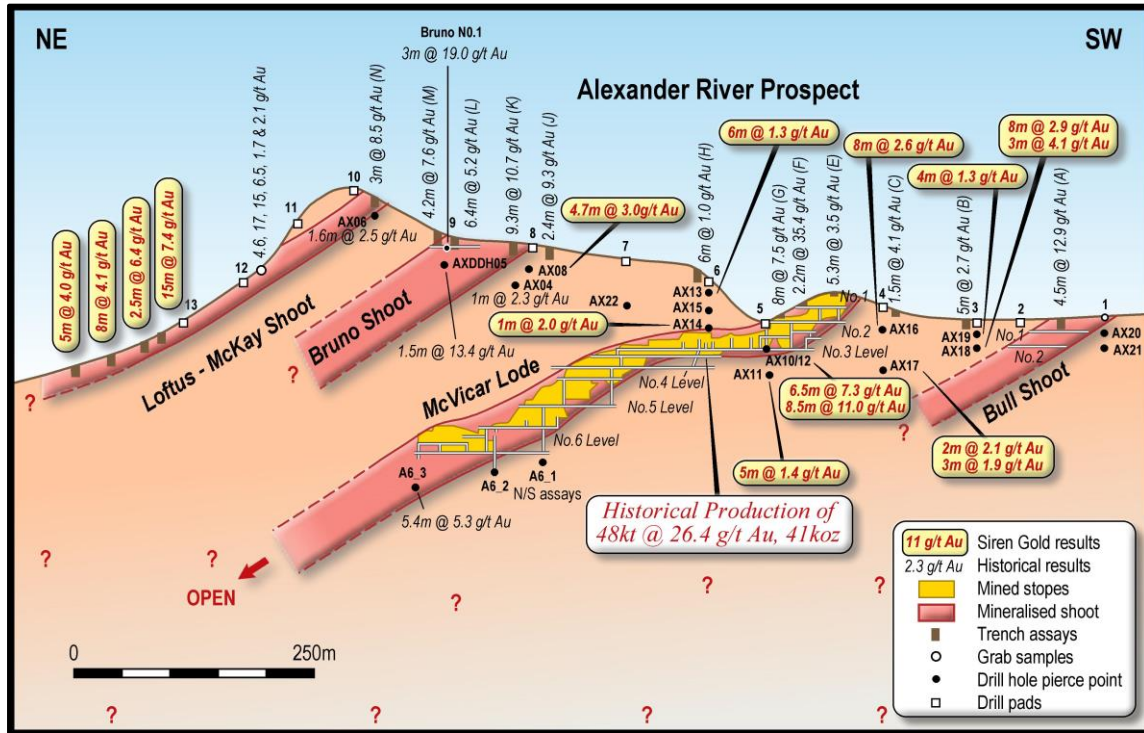 NE
SW
Bruno N0.1
3m @ 19.0 g/t Au
Alexander River Prospect
4.6, 17, 15, 6.5, 1.7 & 2.1 g/t Au
3m @ 8.5 g/t Au (N)
4.2m @ 7.6 g/t Au (M)
6.4m @ 5.2 g/t Au (L)
9.3m @ 10.7 g/t Au (K)
2.4m @ 9.3 g/t Au (J)
6m @ 1.0 g/t Au (H)
8m @ 7.5 g/t Au (G)
2.2m @ 35.4 g/t Au (F)
5.3m @ 3.5 g/t Au (E)
1.5m @ 4.1 g/t Au (C)
5m @ 2.7 g/t Au (B)
4.5m @ 12.9 g/t Au (A)
6m @ 1.3 g/t Au
8m @ 2.6 g/t Au
8m @ 2.9 g/t Au
3m @ 4.1 g/t Au
4m @ 1.3 g/t Au
4.7m @ 3.0g/t Au
5m @ 4.0 g/t Au
8m @ 4.1 g/t Au
2.5m @ 6.4 g/t Au
15m @ 7.4 g/t Au
13
12
11
10
9
8
7
6
5
4
3
2
1
AX06
1.6m @ 2.5 g/t Au
AXDDH05
AX08
AX04
1m @ 2.3 g/t Au
AX22
AX13
AX15
AX14
1m @ 2.0 g/t Au
1.5m @ 13.4 g/t Au
No.1
No.2
No.3 Level
No.4 Level
No.5 Level
No.6 Level
AX10/12
AX11
AX16
AX17
AX19
AX18
No.1
No.2
AX20
AX21
Loftus - McKay Shoot
Bruno Shoot
McVicar Lode
Bull Shoot
6.5m @ 7.3 g/t Au
8.5m @ 11.0 g/t Au
5m @ 1.4 g/t Au
2m @ 2.1 g/t Au
3m @ 1.9 g/t Au
A6_3
A6_2
A6_1
N/S assays
5.4m @ 5.3 g/t Au
Historical Production of
48kt @ 26.4 g/t Au, 41koz
?
?
?
?
?
OPEN
?
?
?
?
?
?
?
?
0
250m
11 g/t Au Siren Gold results
2.3 g/t Au Historical results
Mined stopes
Mineralised shoot
Trench assays
Grab samples
Drill hole pierce point
Drill pads